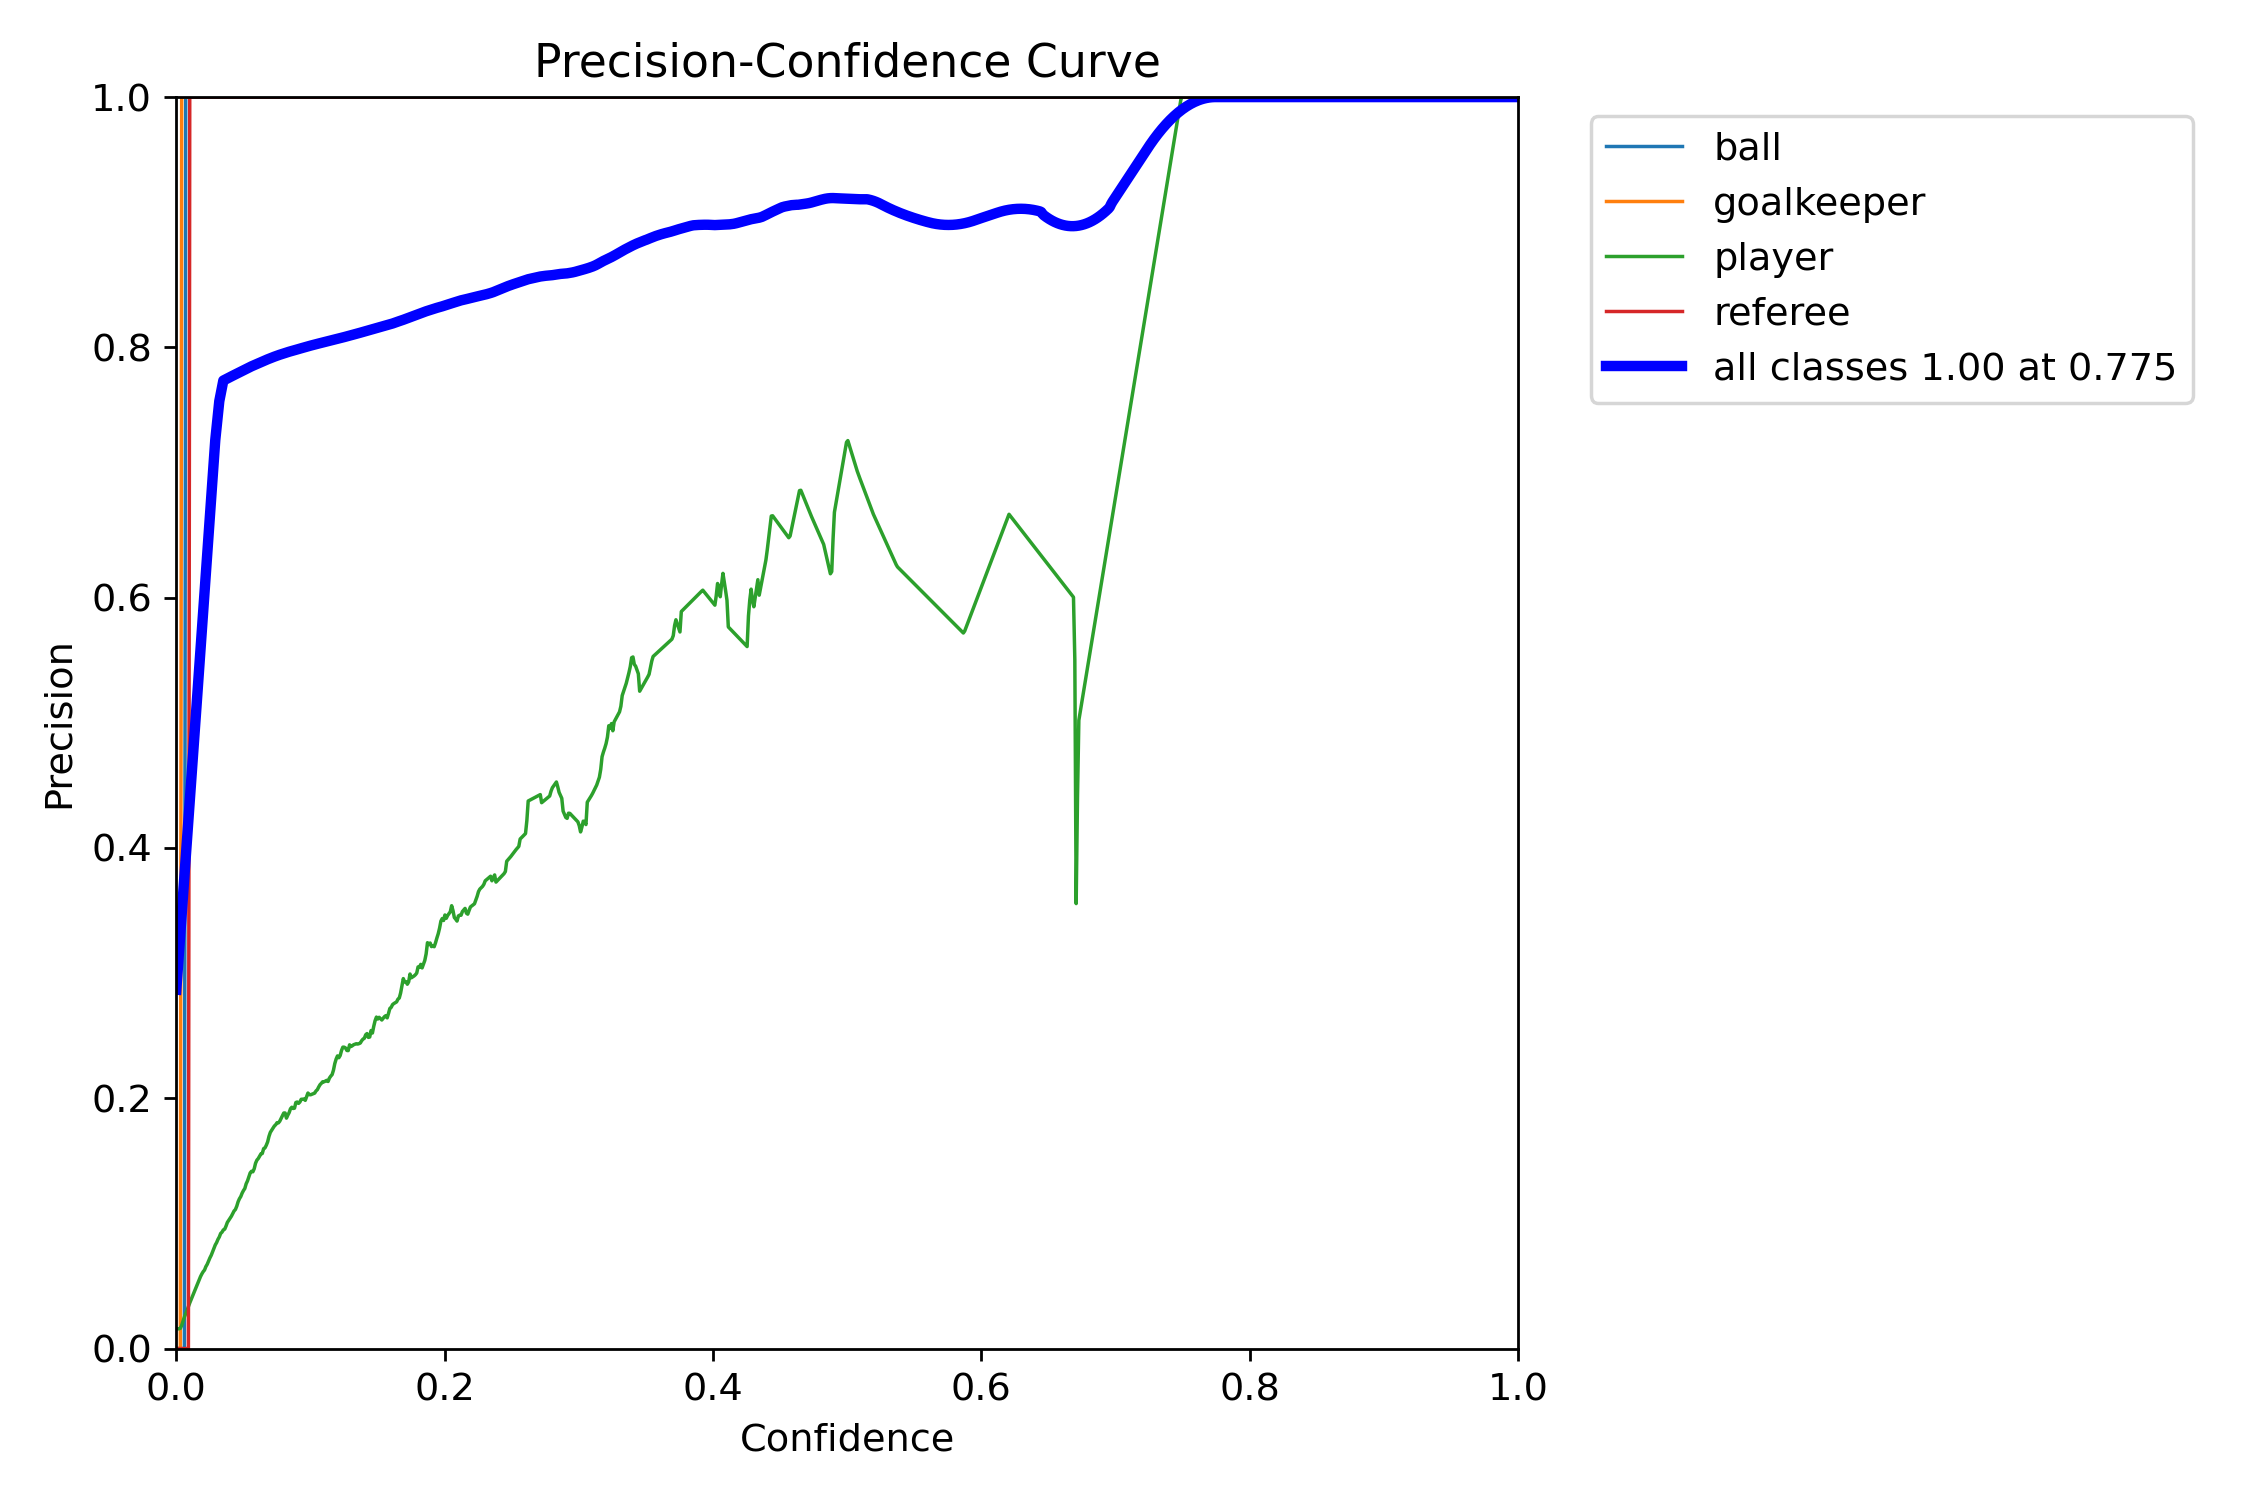 Precision-Confidence Curve
1.0
0.8
0.6
0.4
0.2
0.0
Precision
0.0 0.2 0.4 0.6 0.8 1.0
Confidence
ball
goalkeeper
player
referee
all classes 1.00 at 0.775